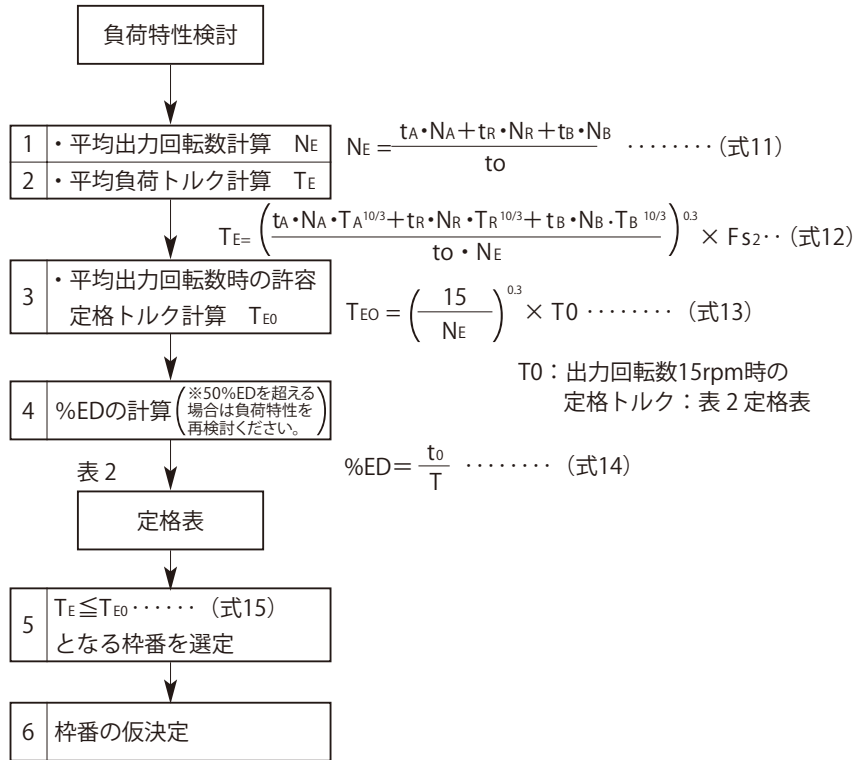 負荷特性検討
1 ・平均出力回転数計算 NE
NE = (tA・NA＋tR・NR＋tB・NB) / to ········（式11）
2 ・平均負荷トルク計算 TE
TE= ((tA・NA・TA^10/3＋tR・NR・TR^10/3＋tB・NB・TB^10/3) / (to・NE))^0.3 × Fs2··（式12）
3 ・平均出力回転数時の許容
定格トルク計算 TE0
TEO = (15 / NE)^0.3 × T0 ········（式13）
T0：出力回転数15rpm時の
定格トルク：表 2 定格表
4 %EDの計算
※50%EDを超える
場合は負荷特性を
再検討ください。
%ED＝ t0 / T ········（式14）
表 2
定格表
5 TE≦TE0······（式15）
となる枠番を選定
6 枠番の仮決定